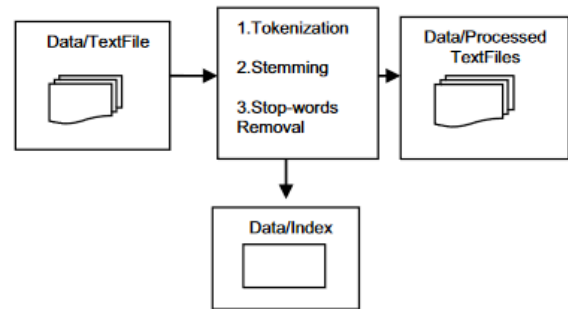 Data/TextFile
1.Tokenization
2.Stemming
3.Stop-words
Removal
Data/Processed
TextFiles
Data/Index